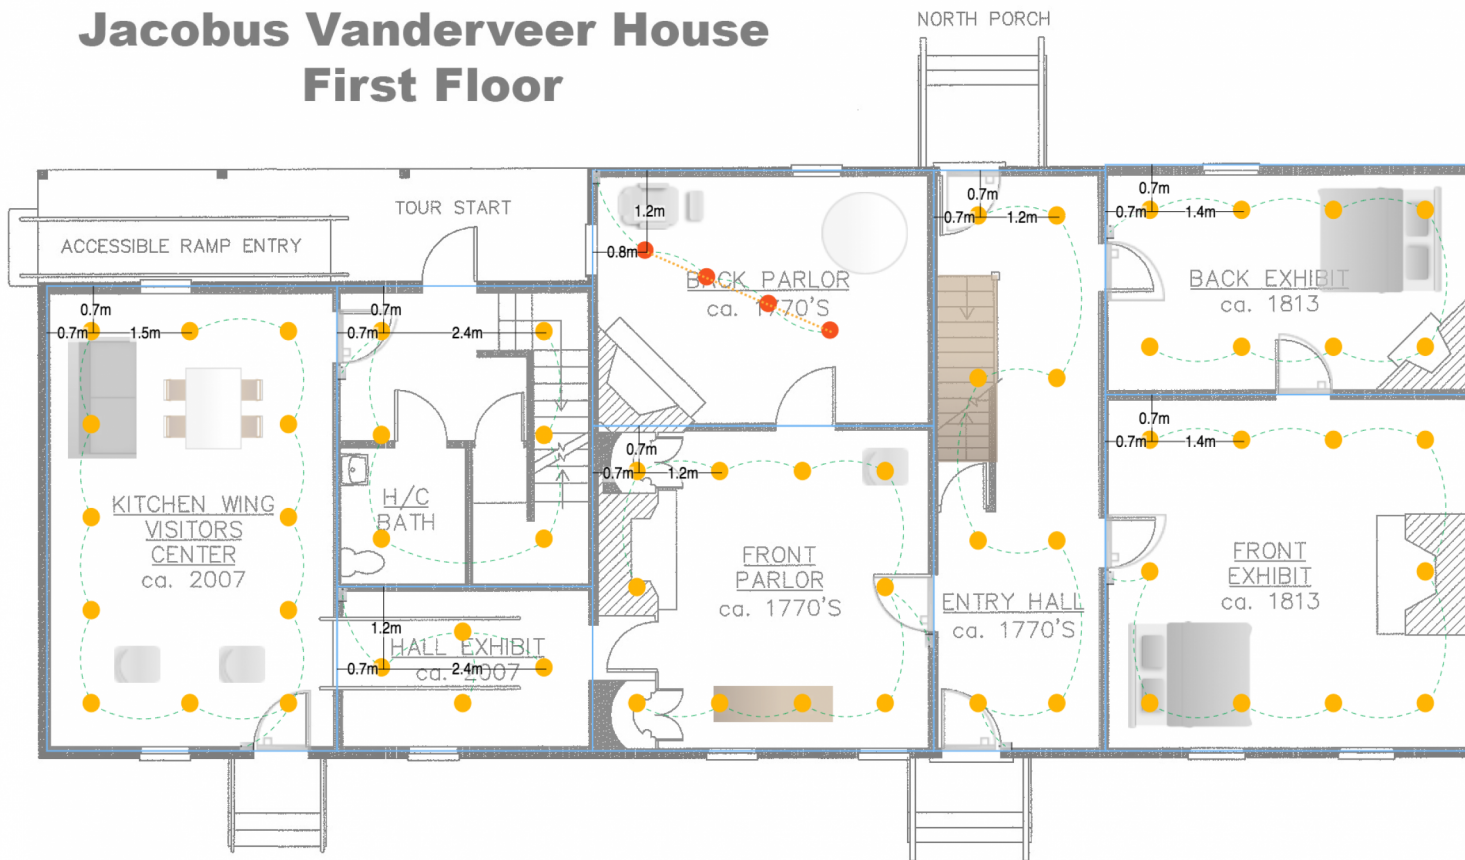 Jacobus Vanderveer House
First Floor
NORTH PORCH
TOUR START
ACCESSIBLE RAMP ENTRY
1.2m
0.8m
BACK PARLOR
ca. 1770'S
0.7m
0.7m
1.2m
0.7m
0.7m
1.4m
BACK EXHIBIT
ca. 1813
0.7m
0.7m
1.5m
0.7m
0.7m
2.4m
KITCHEN WING
VISITORS
CENTER
ca. 2007
H/C
BATH
0.7m
0.7m
1.2m
FRONT
PARLOR
ca. 1770'S
ENTRY HALL
ca. 1770'S
0.7m
0.7m
1.4m
FRONT
EXHIBIT
ca. 1813
1.2m
HALL EXHIBIT
0.7m
2.4m
ca. 2007